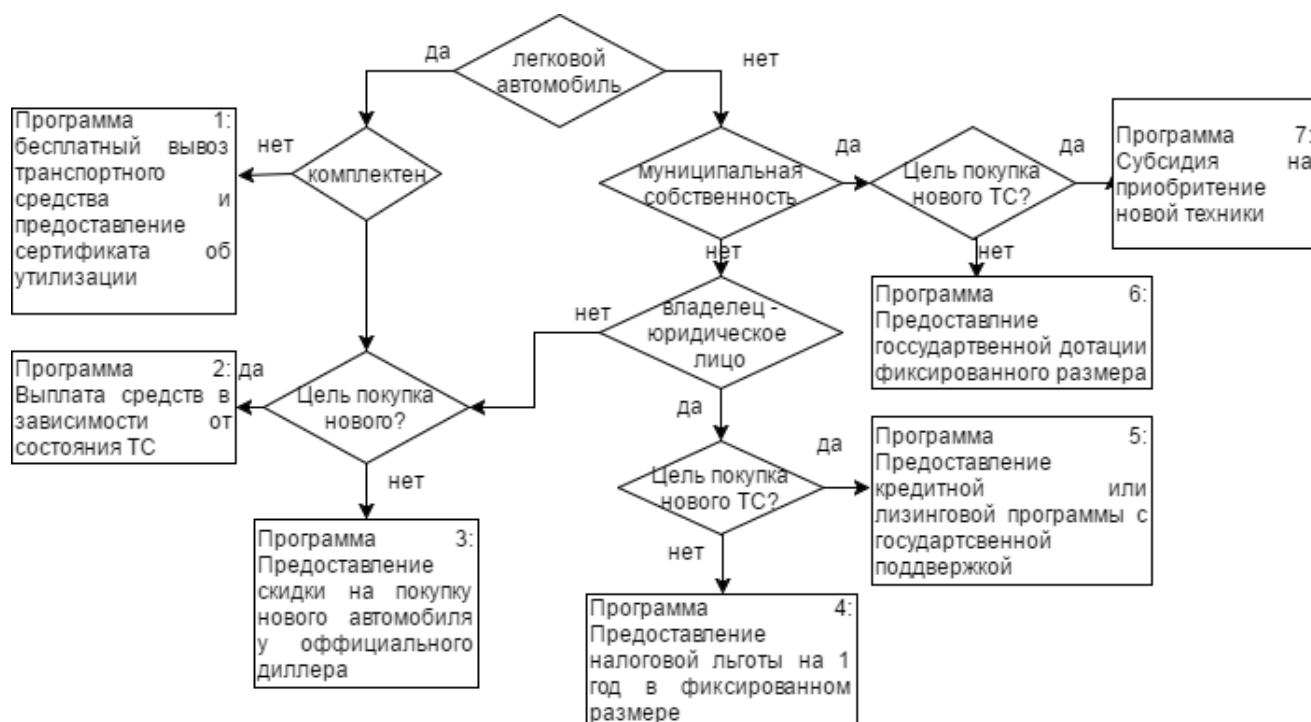 да
легковой
автомобиль
нет
Программа 1:
бесплатный вывоз
транспортного
средства и
предоставление
сертификата об
утилизации
нет
комплектен
муниципальная
собственность
да
Цель покупка
нового ТС?
да
Программа 7:
Субсидия на
приобритение
новой техники
нет
нет
Программа 6:
Предоставлние
госсудартвенной дотации
фиксированного размера
нет
владелец -
юридическое
лицо
Программа 2:
Выплата средств в
зависимости от
состояния ТС
да
Цель покупка
нового?
да
нет
Цель покупка
нового ТС?
да
Программа 5:
Предоставление
кредитной или
лизинговой программы с
государтсвенной
поддвержкой
нет
Программа 3:
Предоставление
скидки на покупку
нового автомобиля
у оффициального
диллера
Программа 4:
Предоставление
налоговой льготы на 1
год в фиксированном
размере